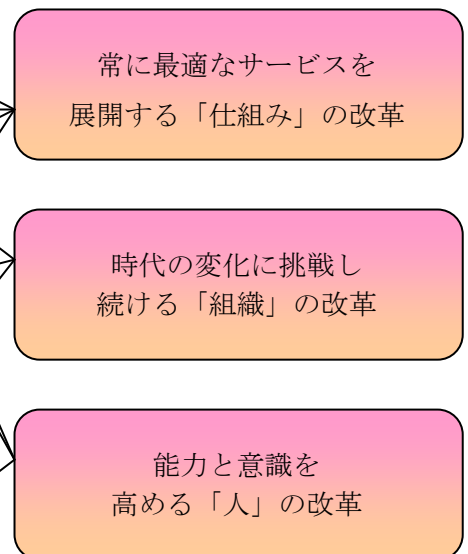 常に最適なサービスを
展開する「仕組み」の改革
時代の変化に挑戦し
続ける「組織」の改革
能力と意識を
高める「人」の改革